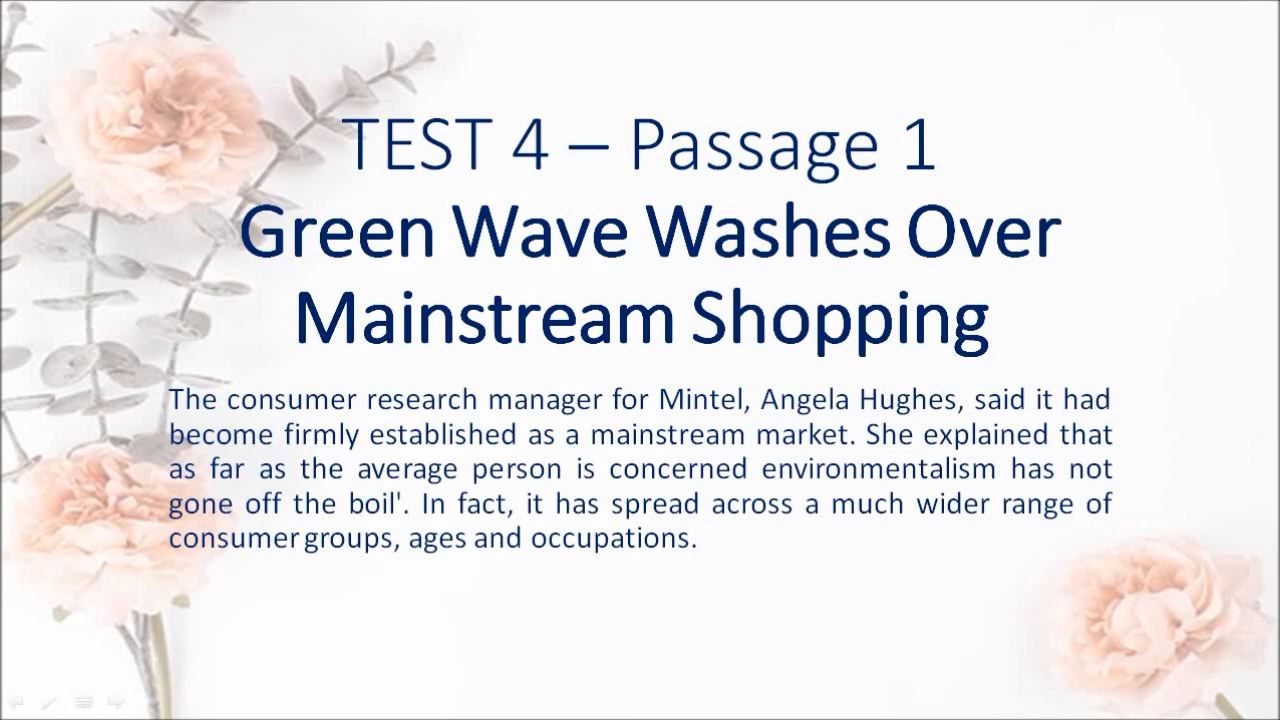 TEST 4 – Passage 1
Green Wave Washes Over
Mainstream Shopping
The consumer research manager for Mintel, Angela Hughes, said it had
become firmly established as a mainstream market. She explained that
as far as the average person is concerned environmentalism has not
gone off the boil'. In fact, it has spread across a much wider range of
consumer groups, ages and occupations.